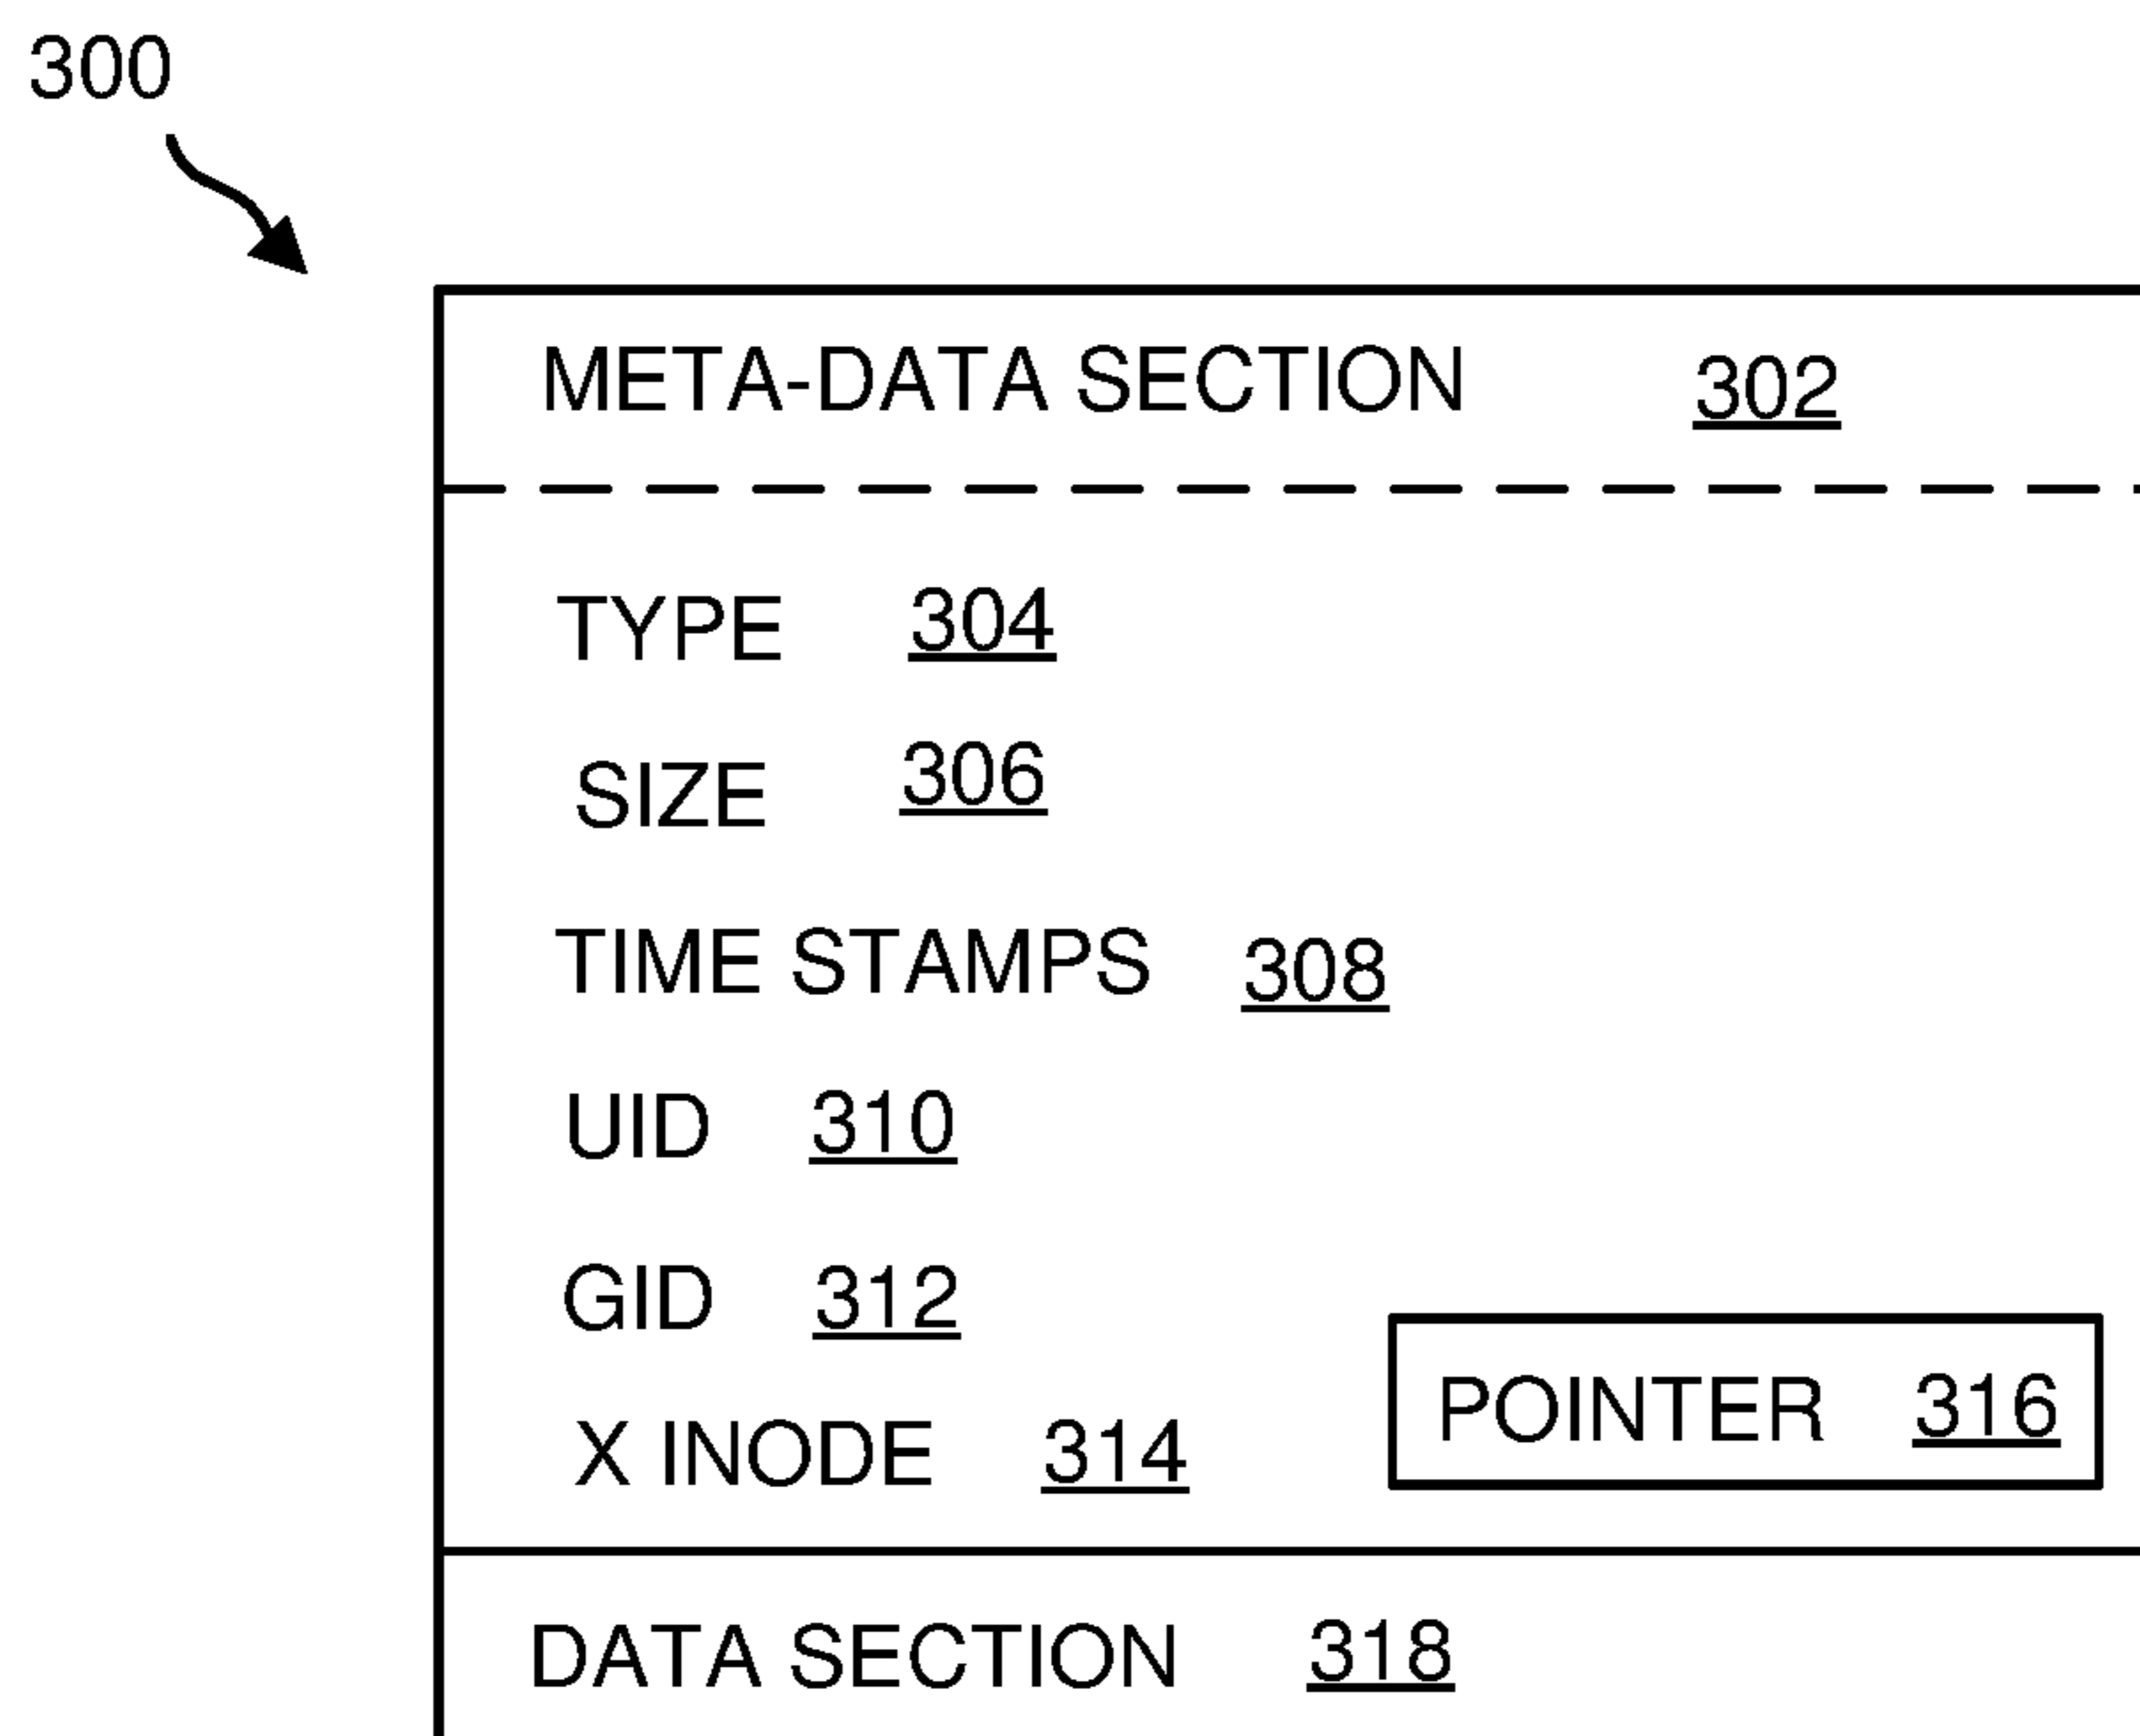 300
META-DATA SECTION 302
TYPE 304
SIZE 306
TIME STAMPS 308
UID 310
GID 312
X INODE 314
POINTER 316
DATA SECTION 318